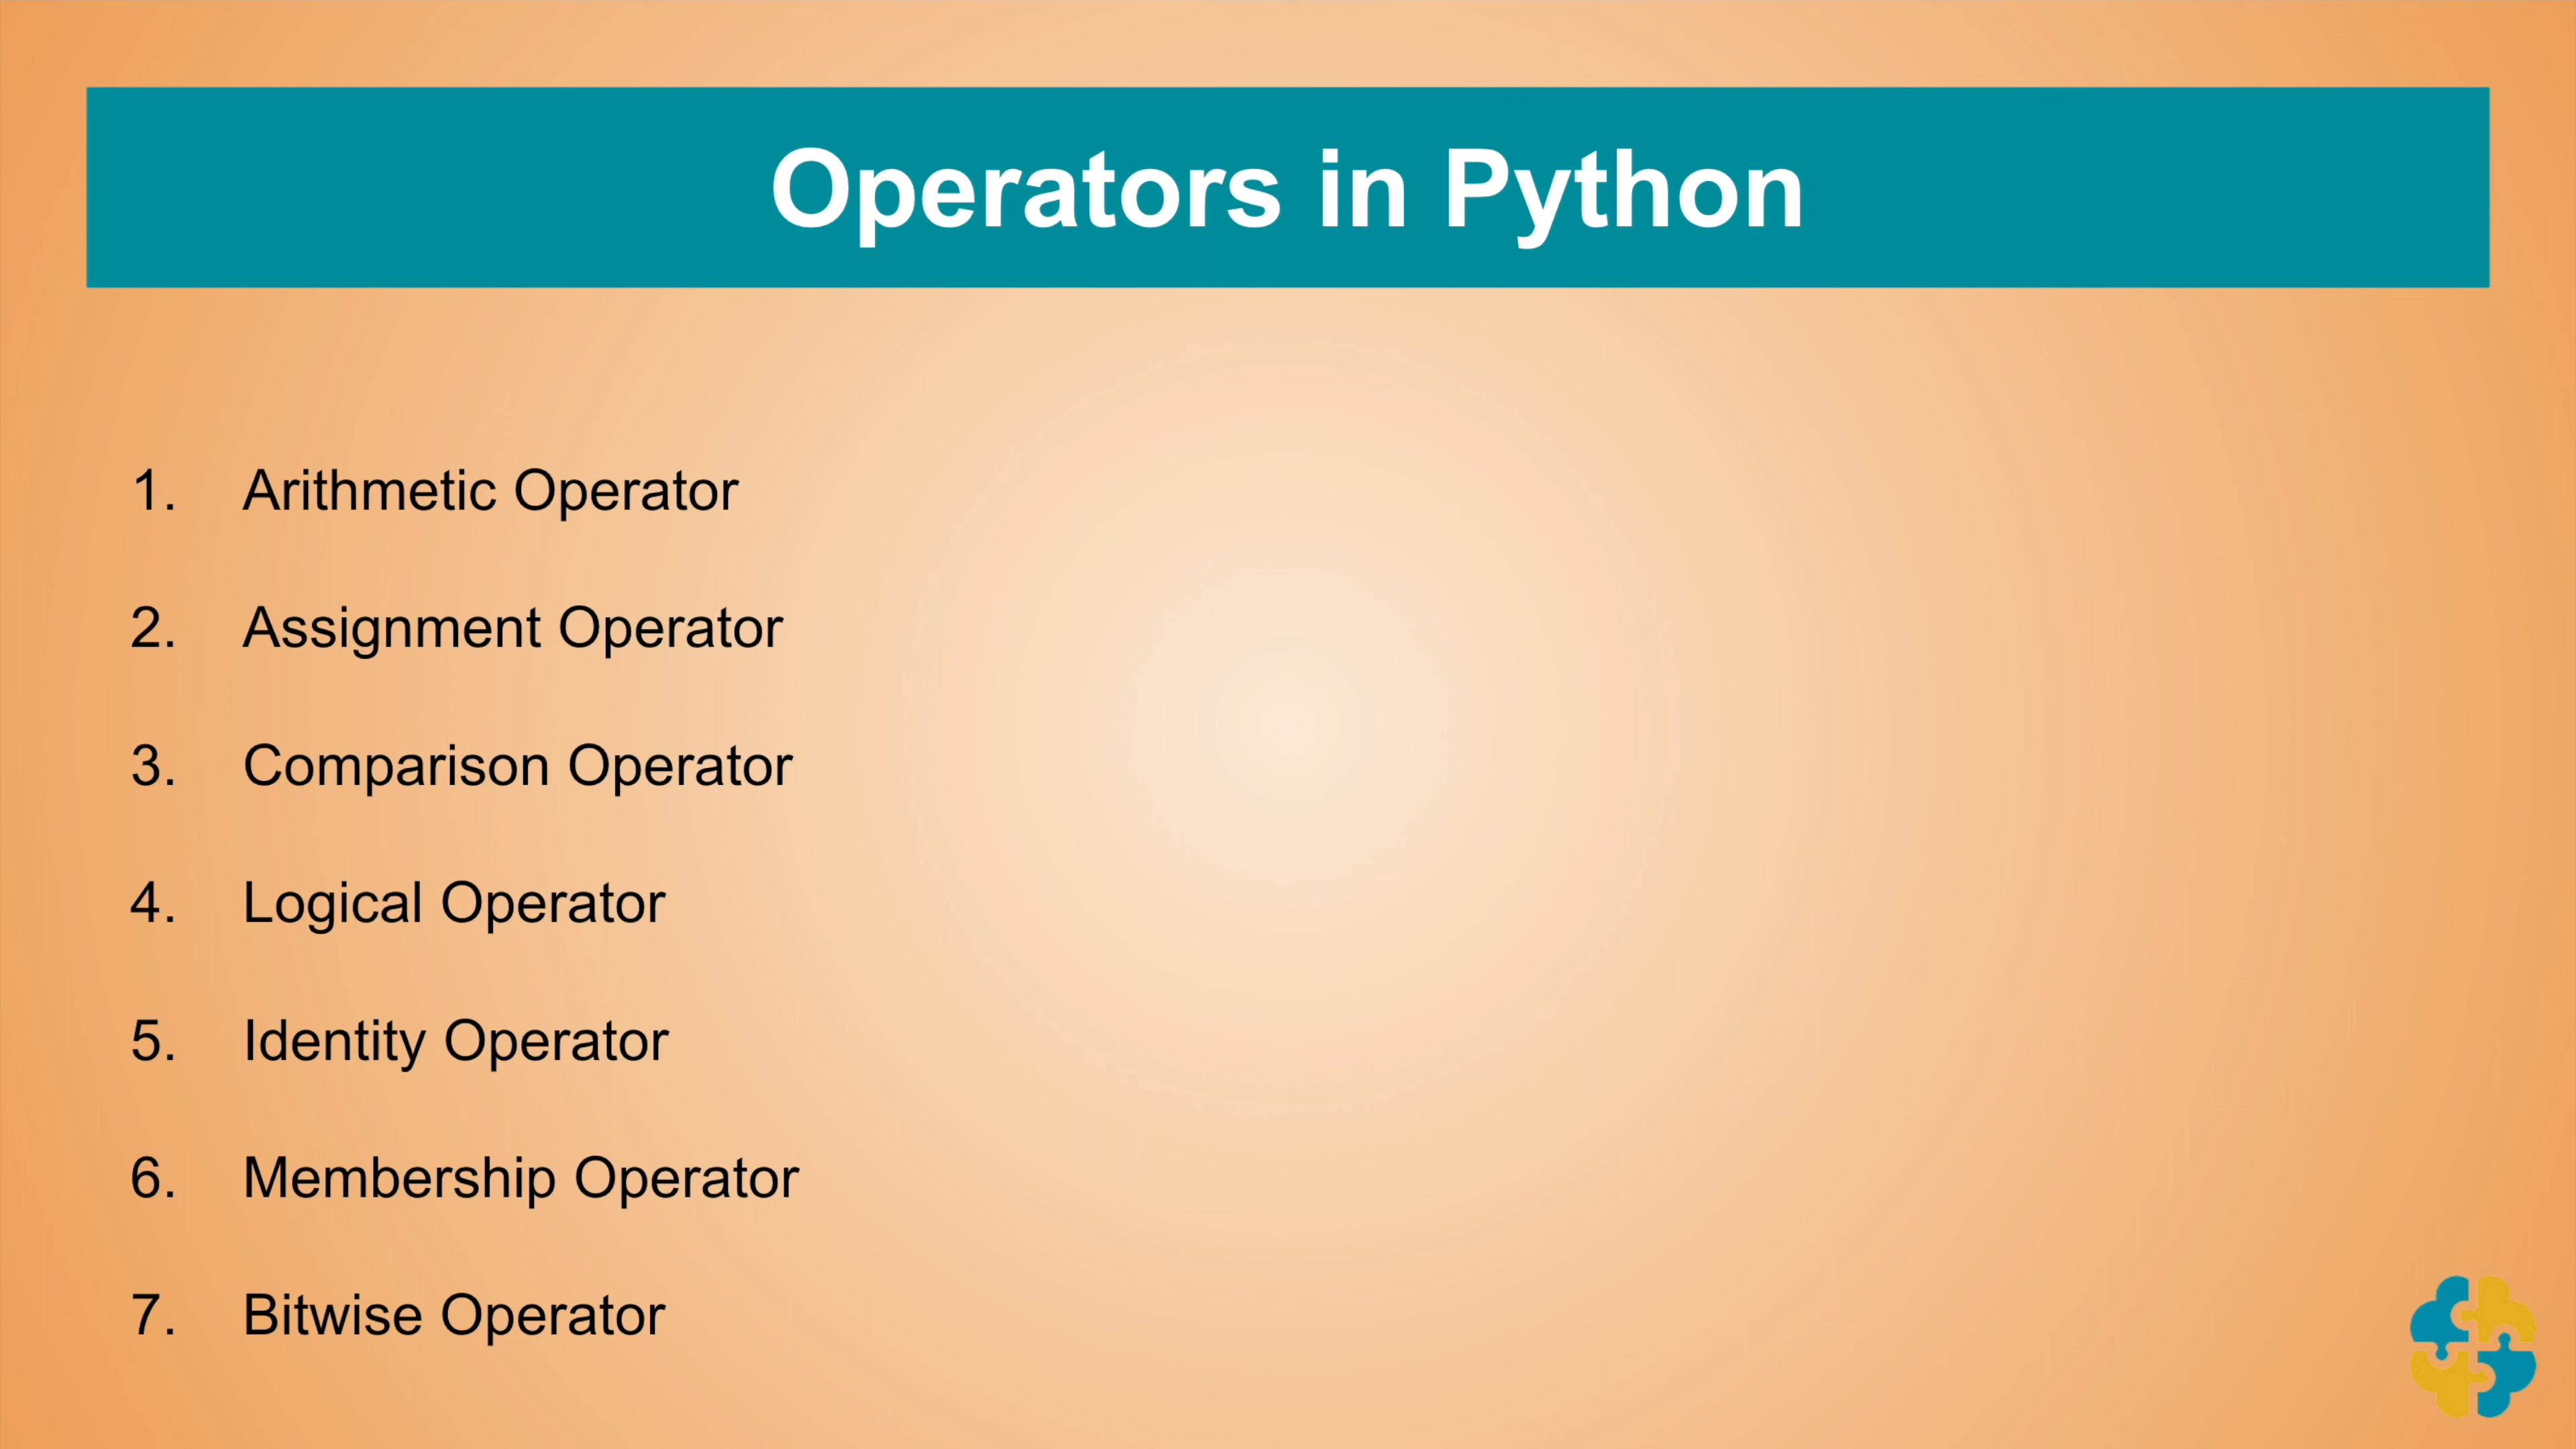 Operators in Python
1. Arithmetic Operator
2. Assignment Operator
3. Comparison Operator
4. Logical Operator
5. Identity Operator
6. Membership Operator
7. Bitwise Operator